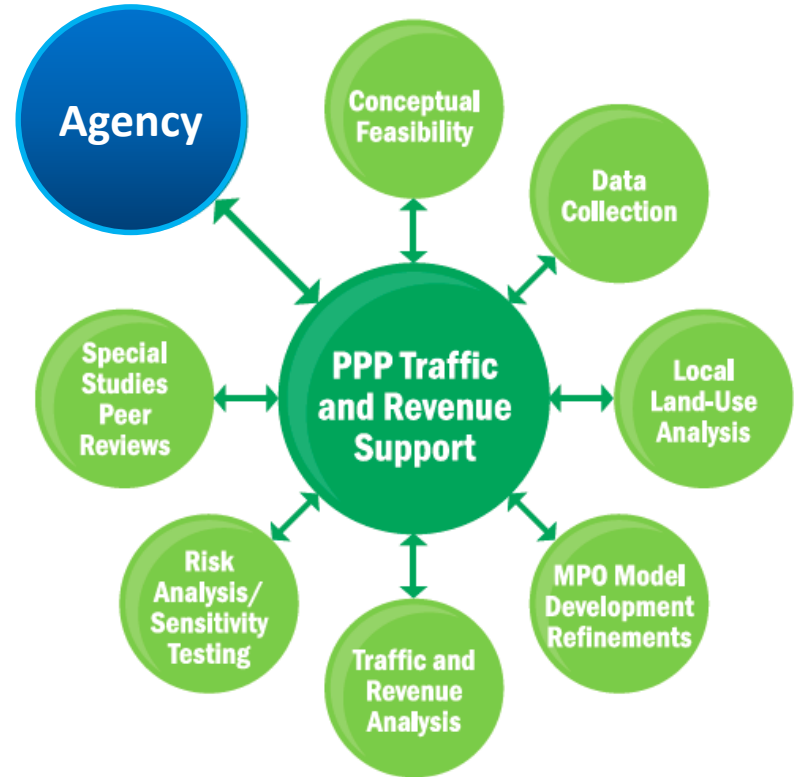 Agency
Conceptual
Feasibility
Data
Collection
Special
Studies
Peer
Reviews
PPP Traffic
and Revenue
Support
Local
Land-Use
Analysis
Risk
Analysis/
Sensitivity
Testing
MPO Model
Development
Refinements
Traffic and
Revenue
Analysis